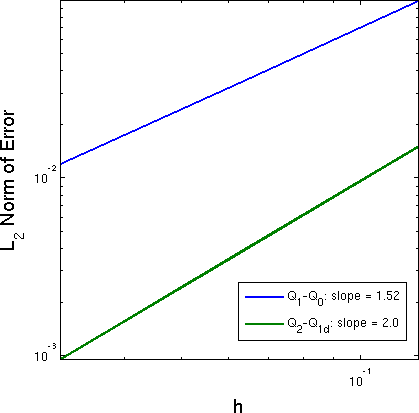 L₂ Norm of Error
10⁻²
10⁻³
10⁻¹
h
Q₁-Q₀: slope = 1.52
Q₂-Q₁d: slope = 2.0